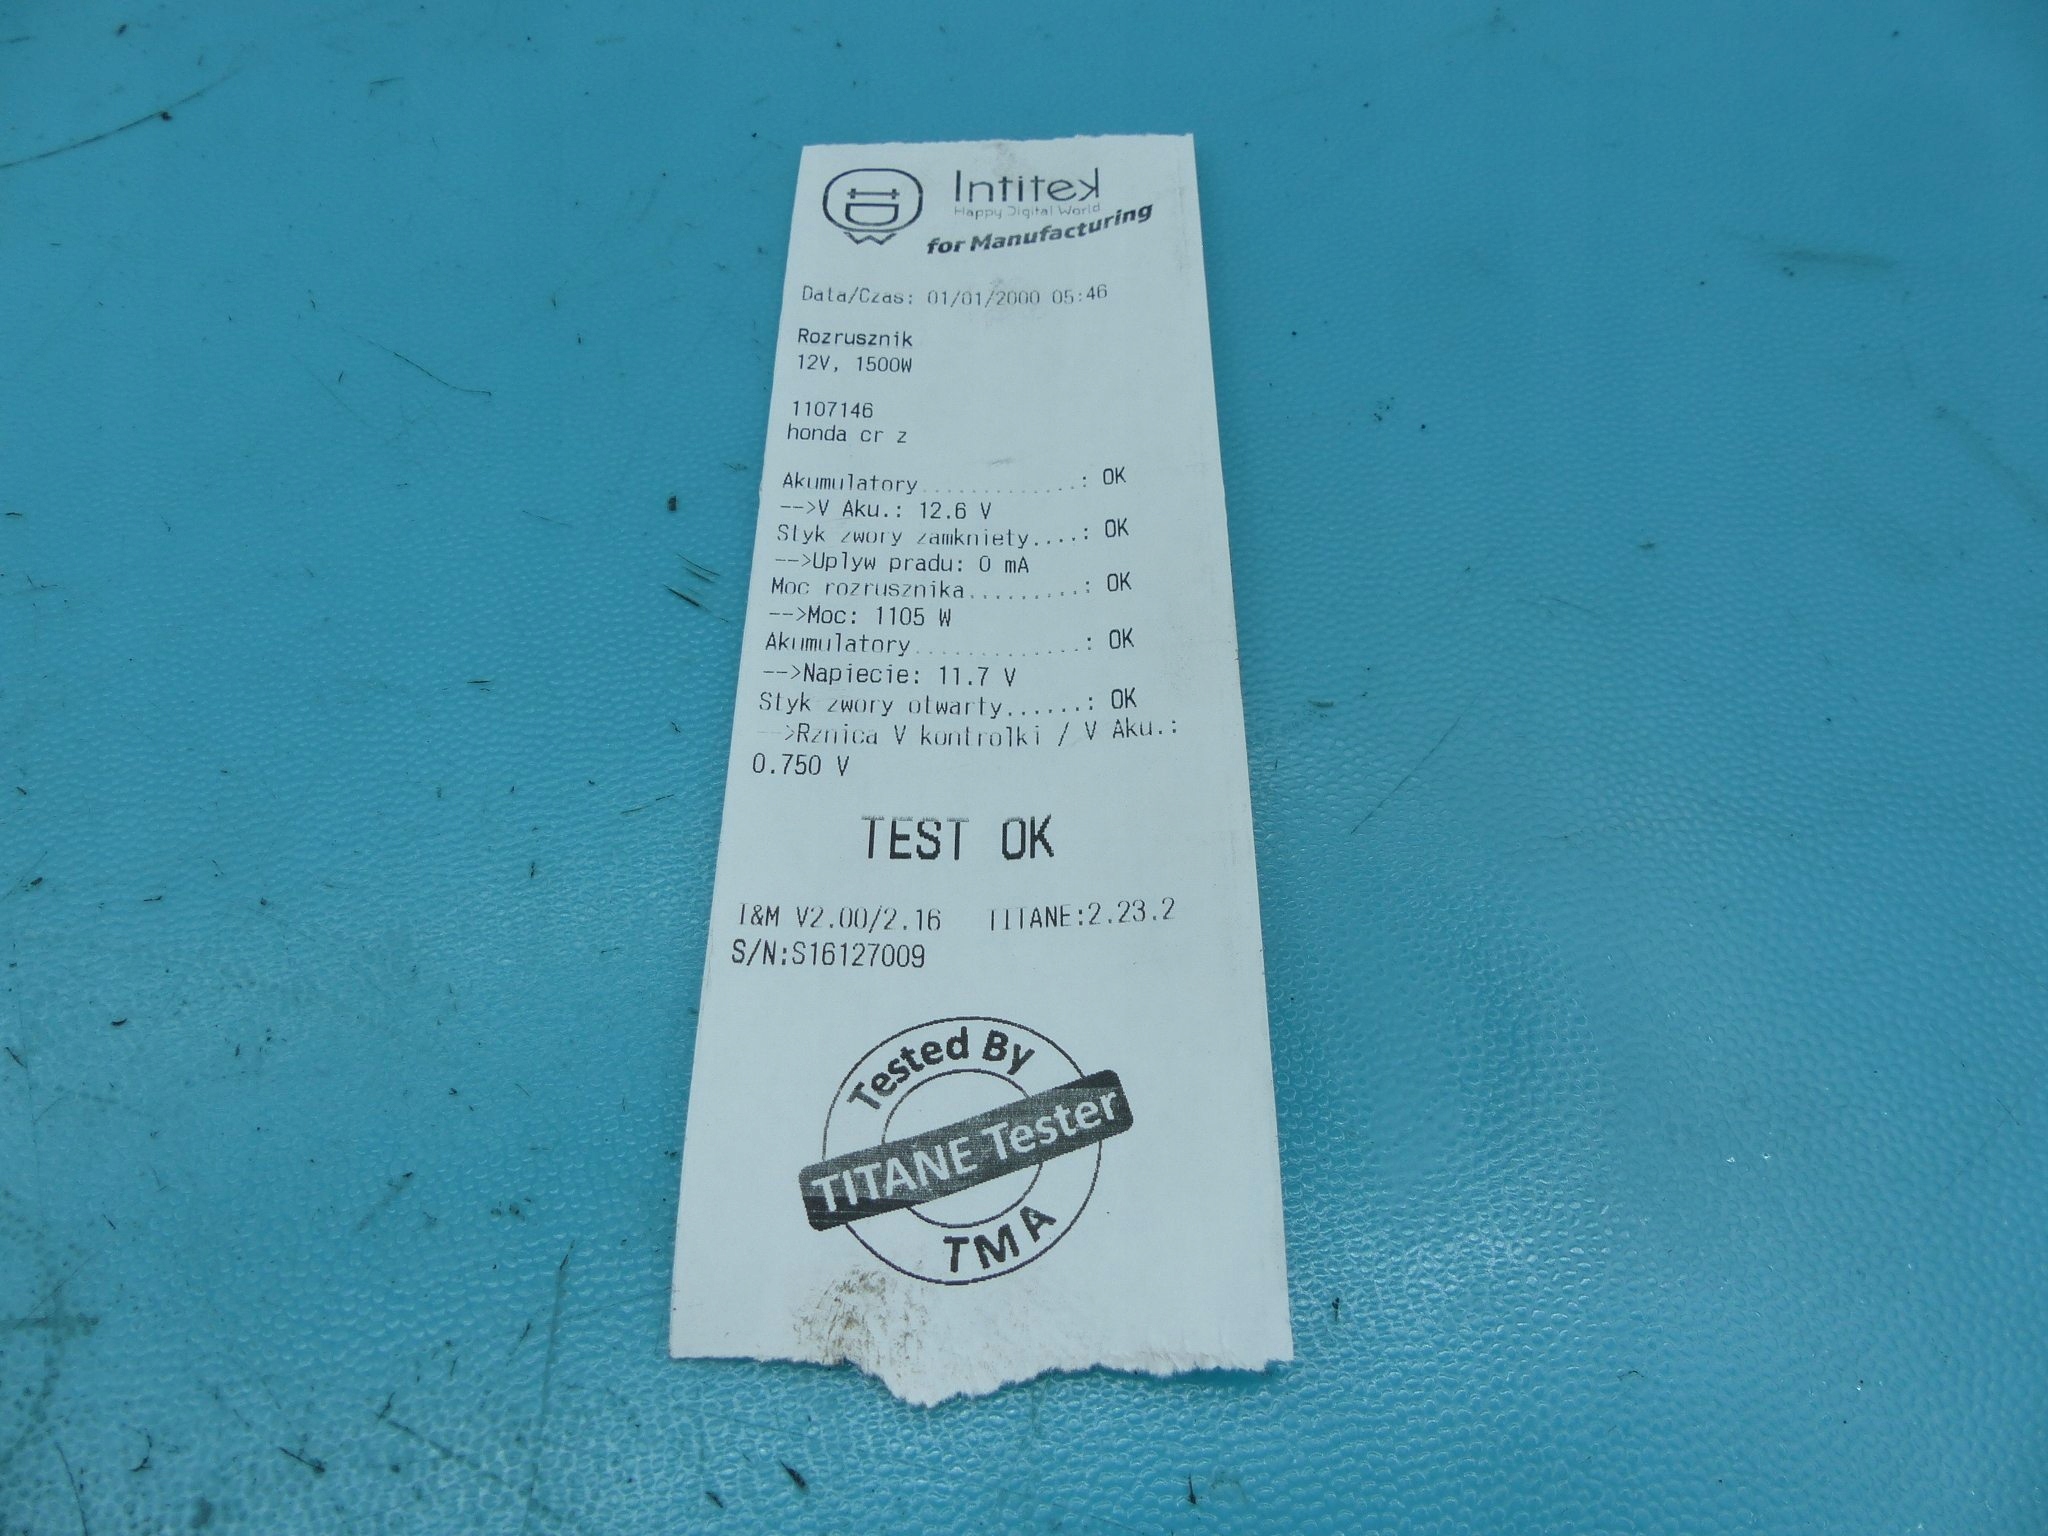 Intitek
Happy Digital World
for Manufacturing
Data/Czas: 01/01/2000 05:46
Rozrusznik
12V, 1500W
1107146
honda cr z
Akumulatory.............: OK
-->V Aku.: 12.6 V
Styk zwory zamkniety....: OK
-->Uplyw pradu: 0 mA
Moc rozrusznika.........: OK
-->Moc: 1105 W
Akumulatory.............: OK
-->Napiecie: 11.7 V
Styk zwory otwarty......: OK
-->Rznica V kontrolki / V Aku.:
0.750 V
TEST OK
T&M V2.00/2.16 TITANE:2.23.2
S/N:S16127009
Tested By
TITANE Tester
TMA